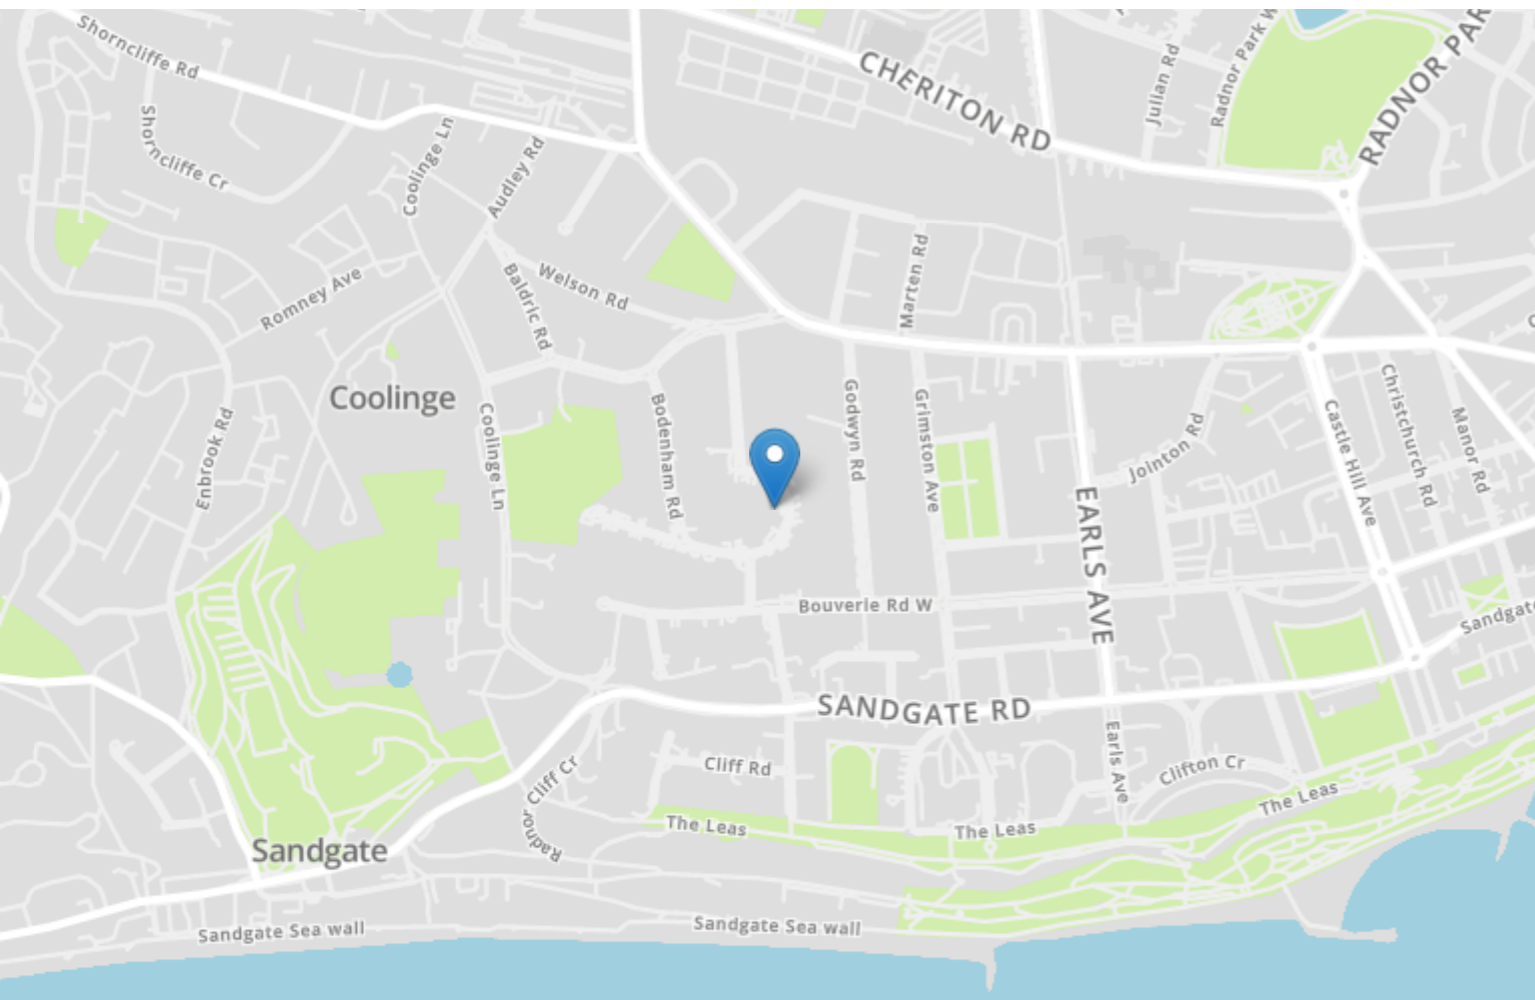 Shorncliffe Rd
CHERITON RD
Julian Rd
Radnor Park W
RADNOR PAR
Shorncliffe Cr
Coolinge Ln
Audley Rd
Romney Ave
Baldric Rd
Welson Rd
Marten Rd
Coolinge
Enbrook Rd
Coolinge Ln
Bodenham Rd
Godwyn Rd
Grimston Ave
EARLS AVE
Jointon Rd
Castle Hill Ave
Christchurch Rd
Manor Rd
Bouverie Rd W
Sandgate
SANDGATE RD
Cliff Rd
Earls Ave
Clifton Cr
Radnor Cliff Cr
The Leas
The Leas
The Leas
Sandgate
Sandgate Sea wall
Sandgate Sea wall